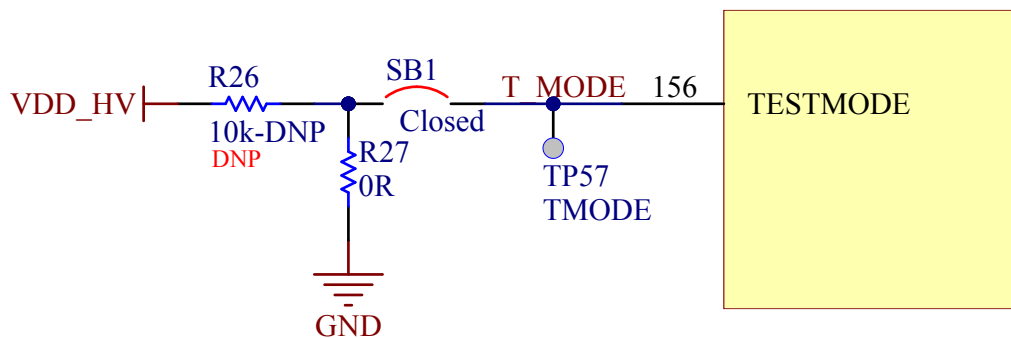 VDD_HV
R26
10k-DNP
DNP
R27
0R
GND
SB1
Closed
T_MODE
TP57
TMODE
156
TESTMODE